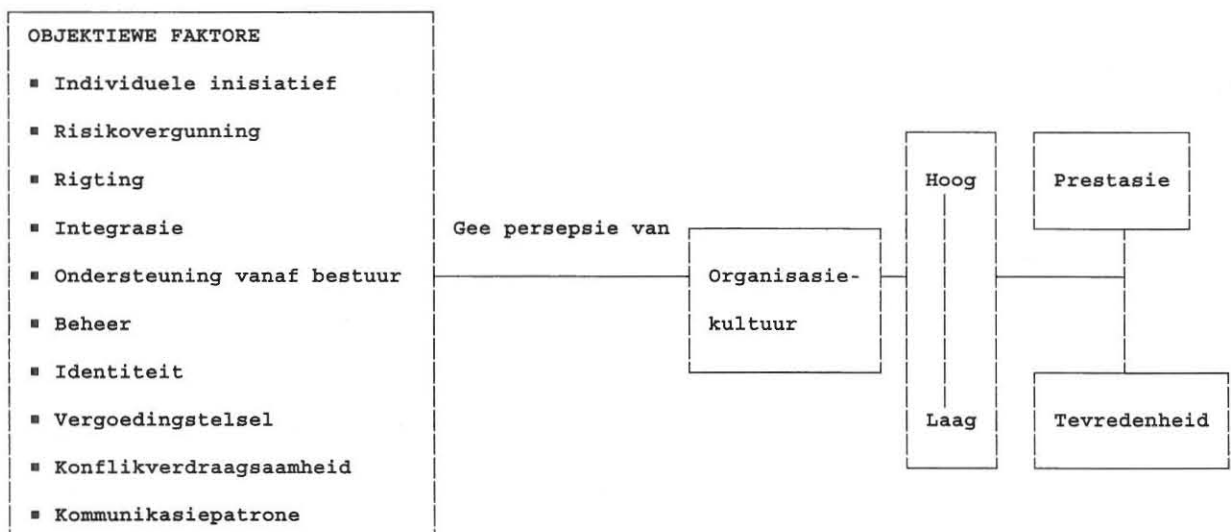 OBJEKTIEWE FAKTORE
▪ Individuele inisiatief
▪ Risikovergunning
▪ Rigting
▪ Integrasie
▪ Ondersteuning vanaf bestuur
▪ Beheer
▪ Identiteit
▪ Vergoedingstelsel
▪ Konflikverdraagsaamheid
▪ Kommunikasiepatrone
Gee persepsie van
Organisasie-
kultuur
Hoog
Laag
Prestasie
Tevredenheid